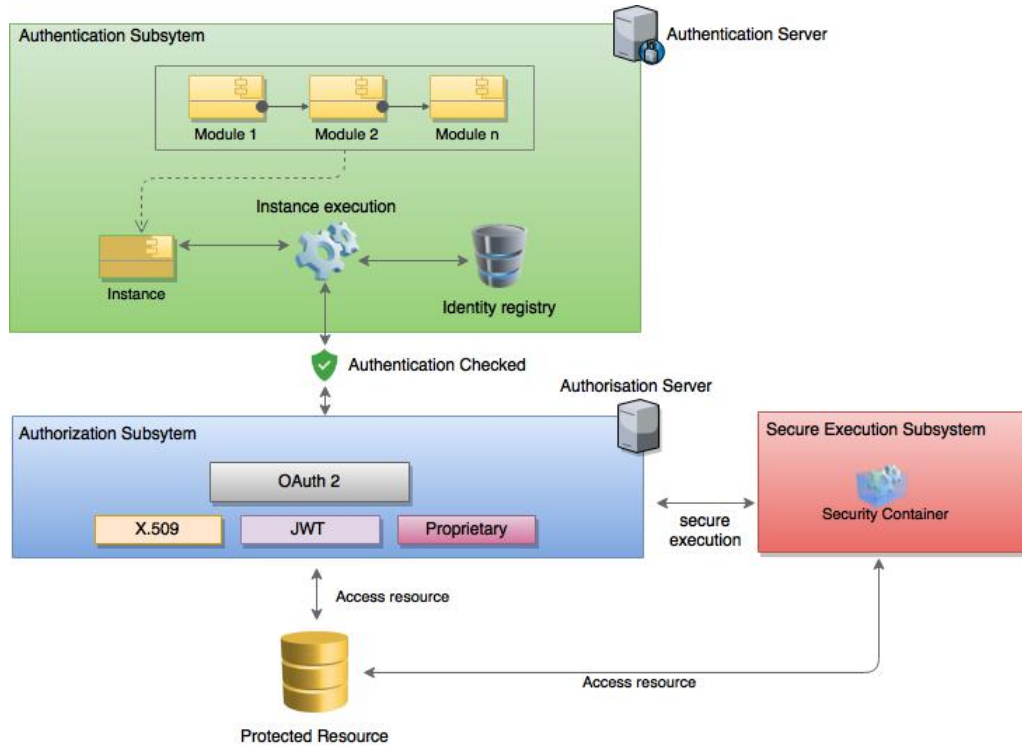 Authentication Subsytem
Authentication Server
Module 1
Module 2
Module n
Instance execution
Instance
Identity registry
Authentication Checked
Authorisation Server
Authorization Subsytem
OAuth 2
X.509
JWT
Proprietary
Secure Execution Subsystem
Security Container
secure
execution
Access resource
Access resource
Protected Resource